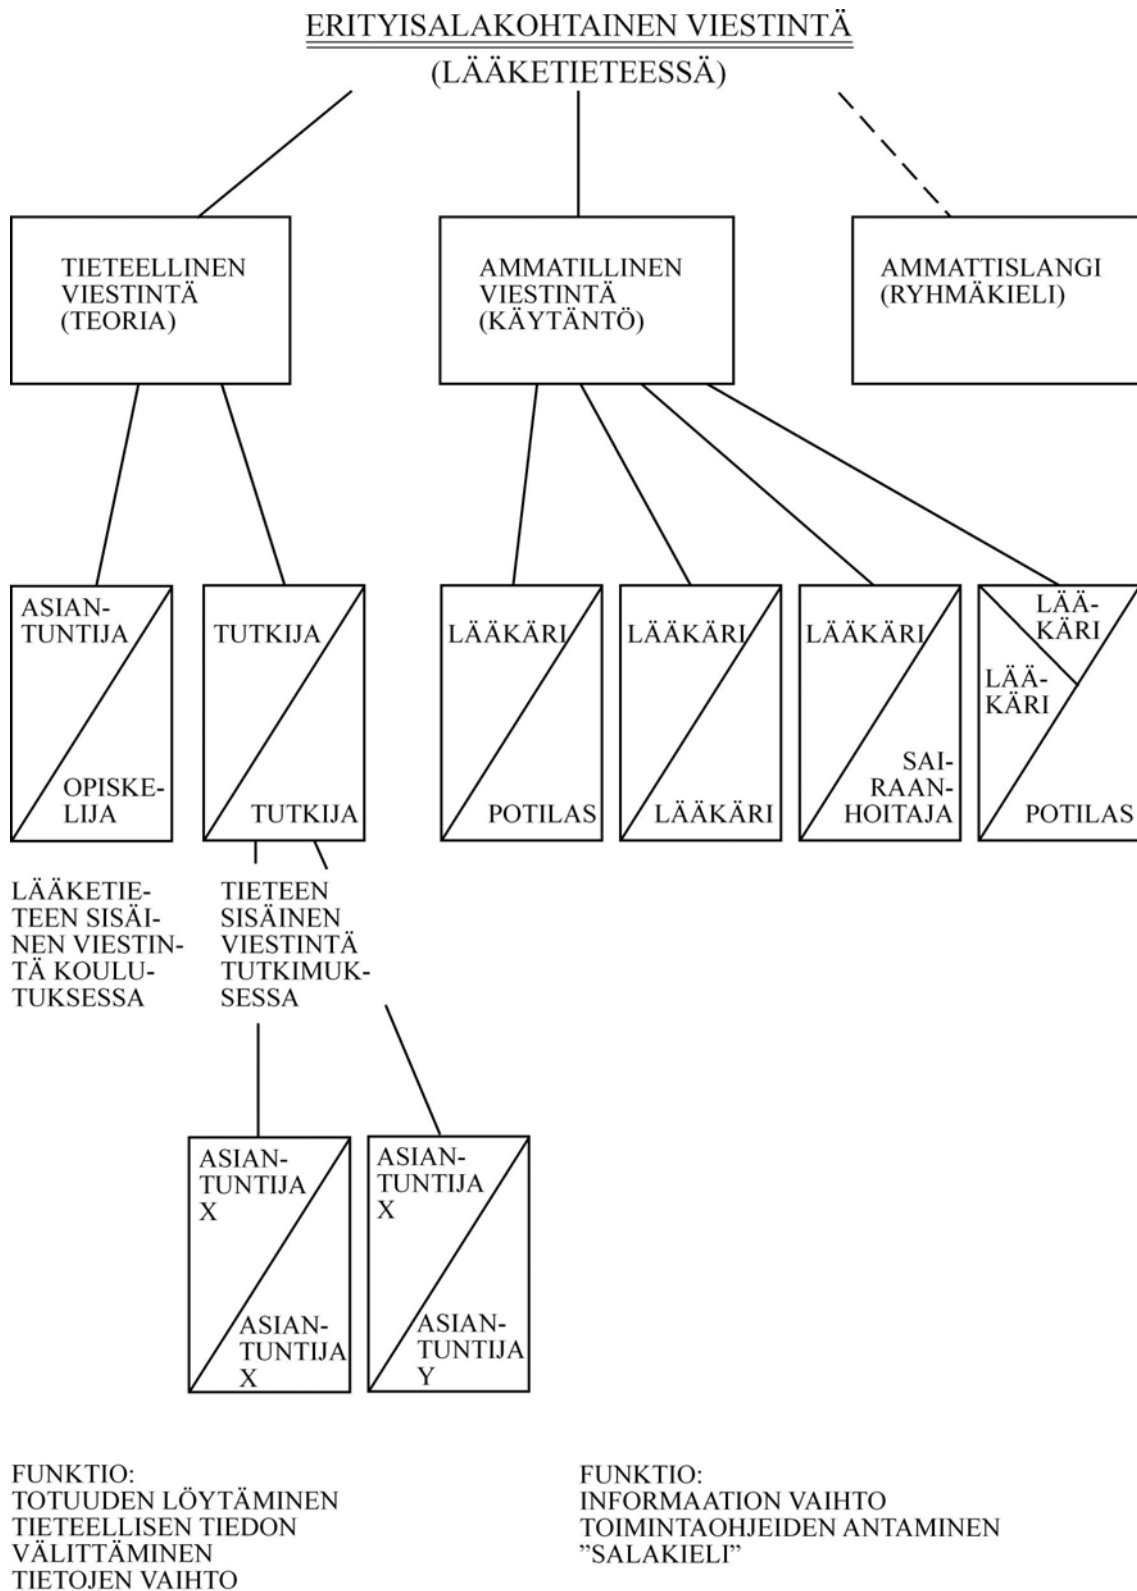 ERITYISALAKOHTAINEN VIESTINTÄ
(LÄÄKETIETEESSÄ)
TIETEELLINEN
VIESTINTÄ
(TEORIA)
AMMATILLINEN
VIESTINTÄ
(KÄYTÄNTÖ)
AMMATTISLANGI
(RYHMÄKIELI)
ASIAN-
TUNTIJA
OPISKE-
LIJA
TUTKIJA
TUTKIJA
LÄÄKÄRI
POTILAS
LÄÄKÄRI
LÄÄKÄRI
LÄÄKÄRI
SAI-
RAAN-
HOITAJA
LÄÄ-
KÄRI
LÄÄ-
KÄRI
POTILAS
LÄÄKETIE-
TEEN SISÄI-
NEN VIESTIN-
TÄ KOULU-
TUKSESSA
TIETEEN
SISÄINEN
VIESTINTÄ
TUTKIMUK-
SESSA
ASIAN-
TUNTIJA
X
ASIAN-
TUNTIJA
X
ASIAN-
TUNTIJA
X
ASIAN-
TUNTIJA
Y
FUNKTIO:
TOTUUDEN LÖYTÄMINEN
TIETEELLISEN TIEDON
VÄLITTÄMINEN
TIETOJEN VAIHTO
FUNKTIO:
INFORMAATION VAIHTO
TOIMINTAOHJEIDEN ANTAMINEN
”SALAKIELI”